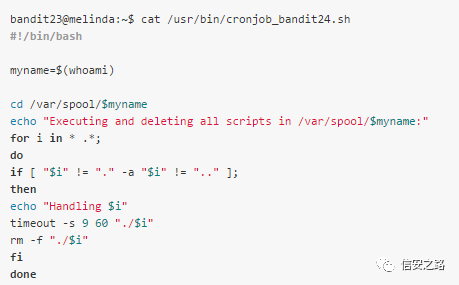 bandit23@melinda:~$ cat /usr/bin/cronjob_bandit24.sh
#!/bin/bash
myname=$(whoami)
cd /var/spool/$myname
echo "Executing and deleting all scripts in /var/spool/$myname:"
for i in * .*;
do
if [ "$i" != "." -a "$i" != ".." ];
then
echo "Handling $i"
timeout -s 9 60 "./$i"
rm -f "./$i"
fi
done
信安之路